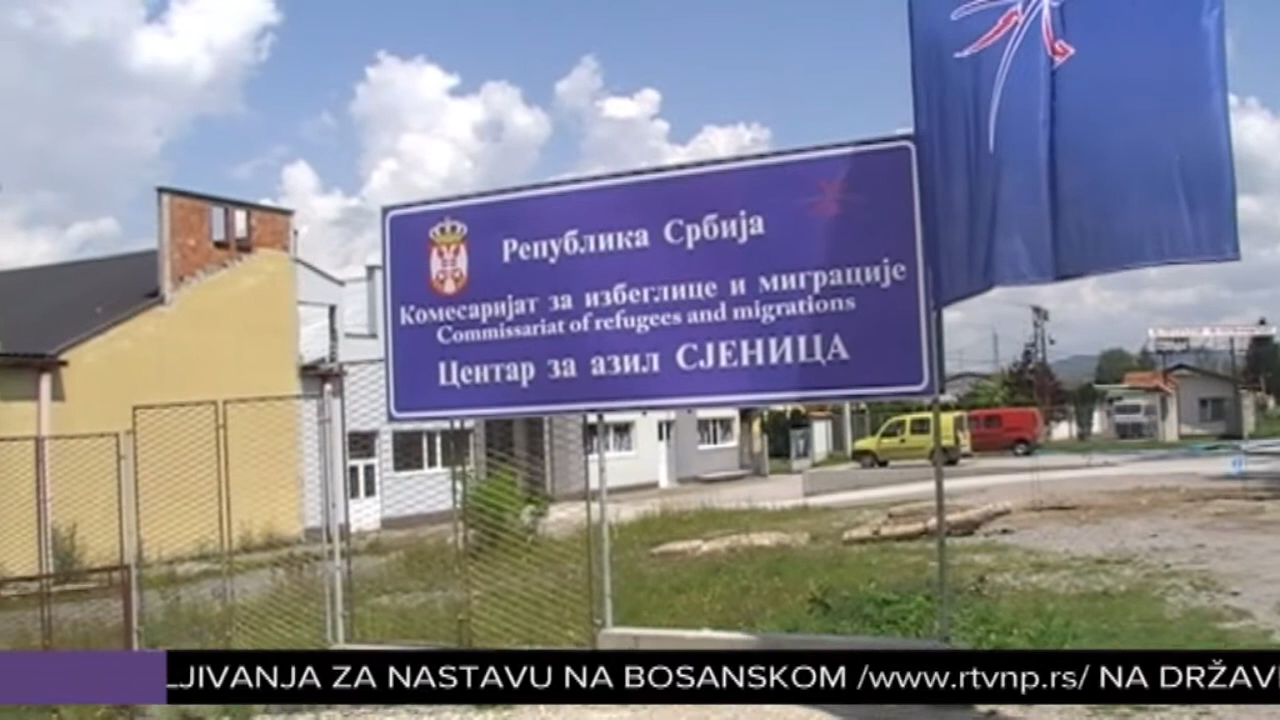 Република Србија
Комесаријат за избеглице и миграције
Commissariat of refugees and migrations
Центар за азил СЈЕНИЦА
LJIVANJA ZA NASTAVU NA BOSANSKOM /www.rtvnp.rs/ NA DRŽAVI